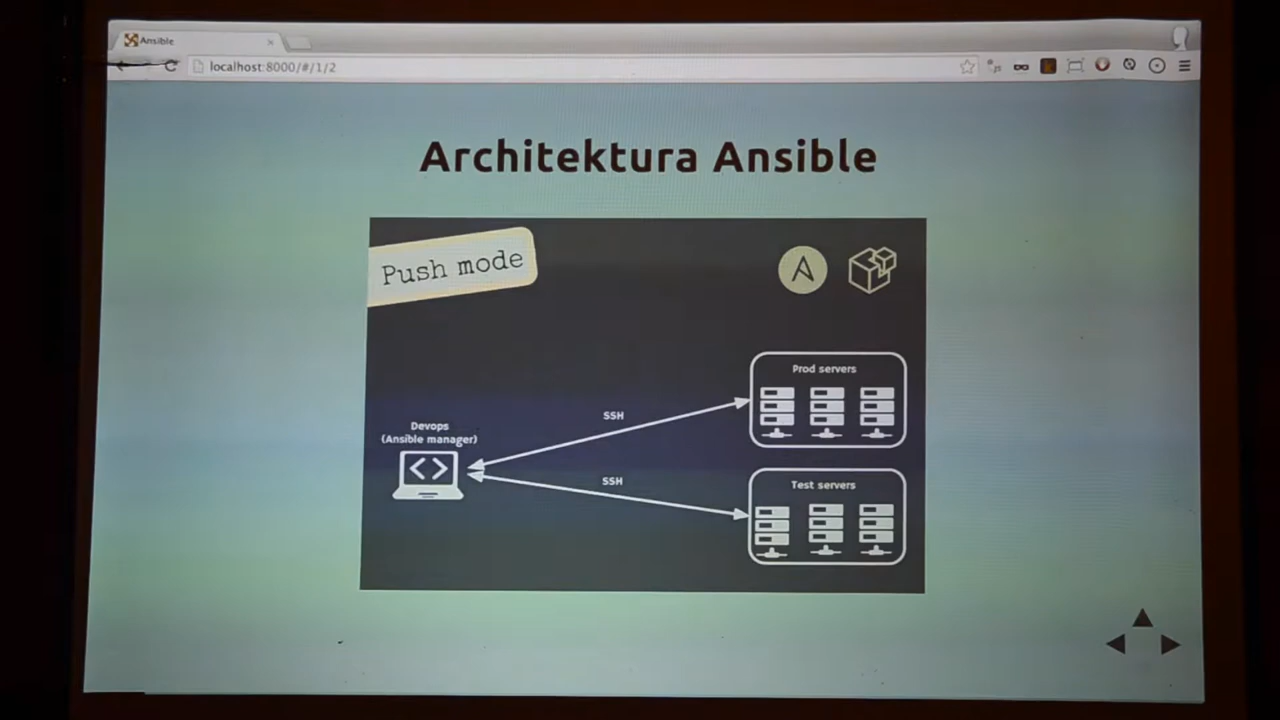 Ansible
localhost:8000/#/1/2
Architektura Ansible
Push mode
Prod servers
SSH
Devops
(Ansible manager)
SSH
Test servers